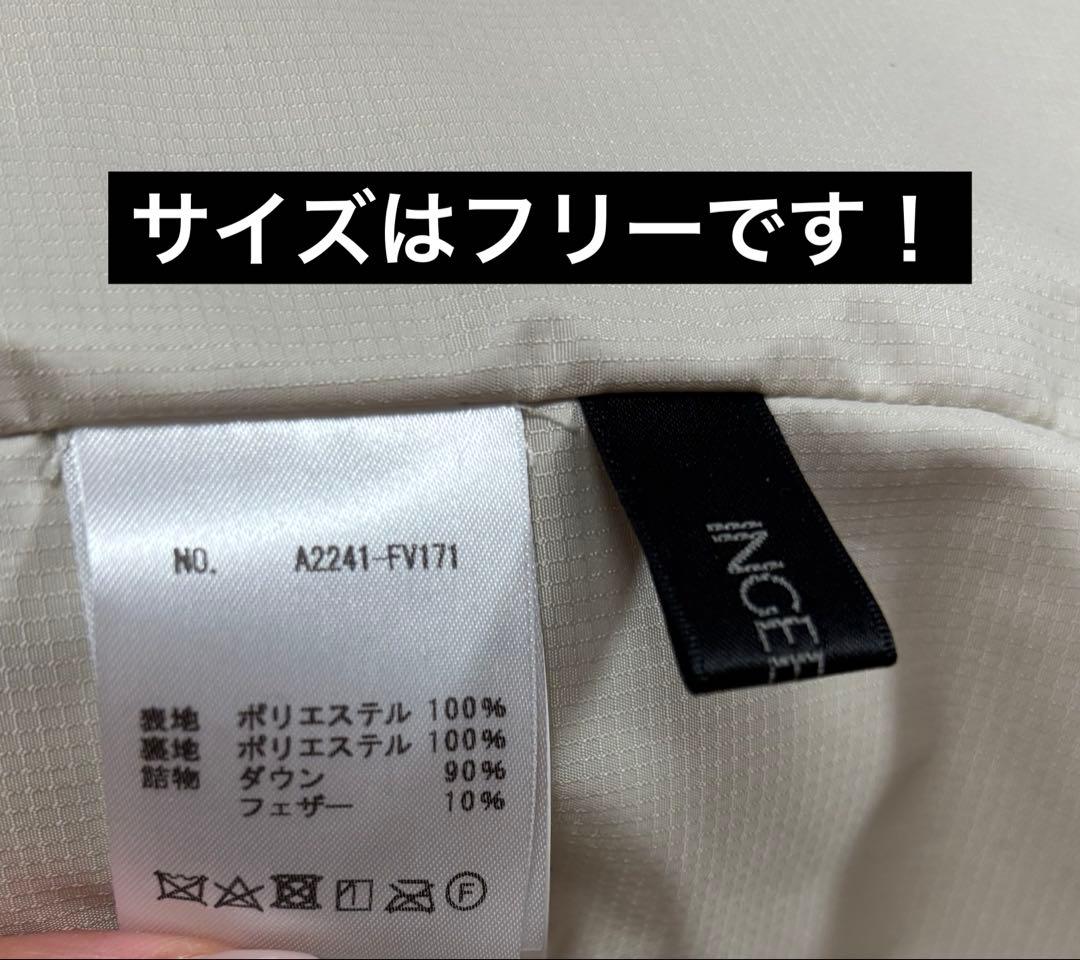 サイズはフリーです！
NO. A2241-FV171
表地 ポリエステル 100%
裏地 ポリエステル 100%
詰物 ダウン 90%
フェザー 10%
F